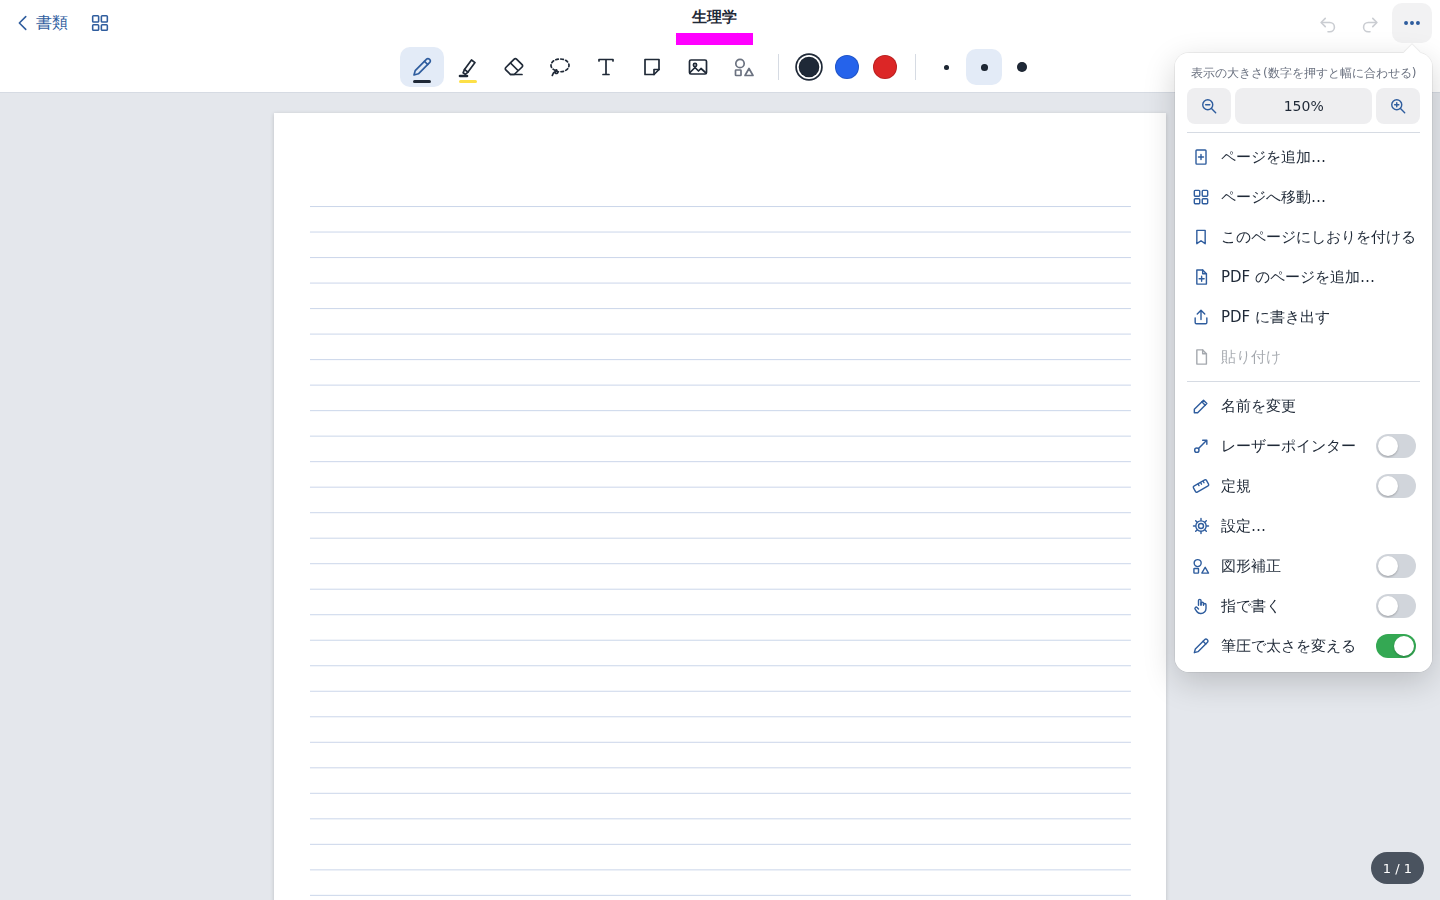 書類
生理学
表示の大きさ(数字を押すと幅に合わせる)
150%
ページを追加…
ページへ移動…
このページにしおりを付ける
PDF のページを追加…
PDF に書き出す
貼り付け
名前を変更
レーザーポインター
定規
設定…
図形補正
指で書く
筆圧で太さを変える
1 / 1